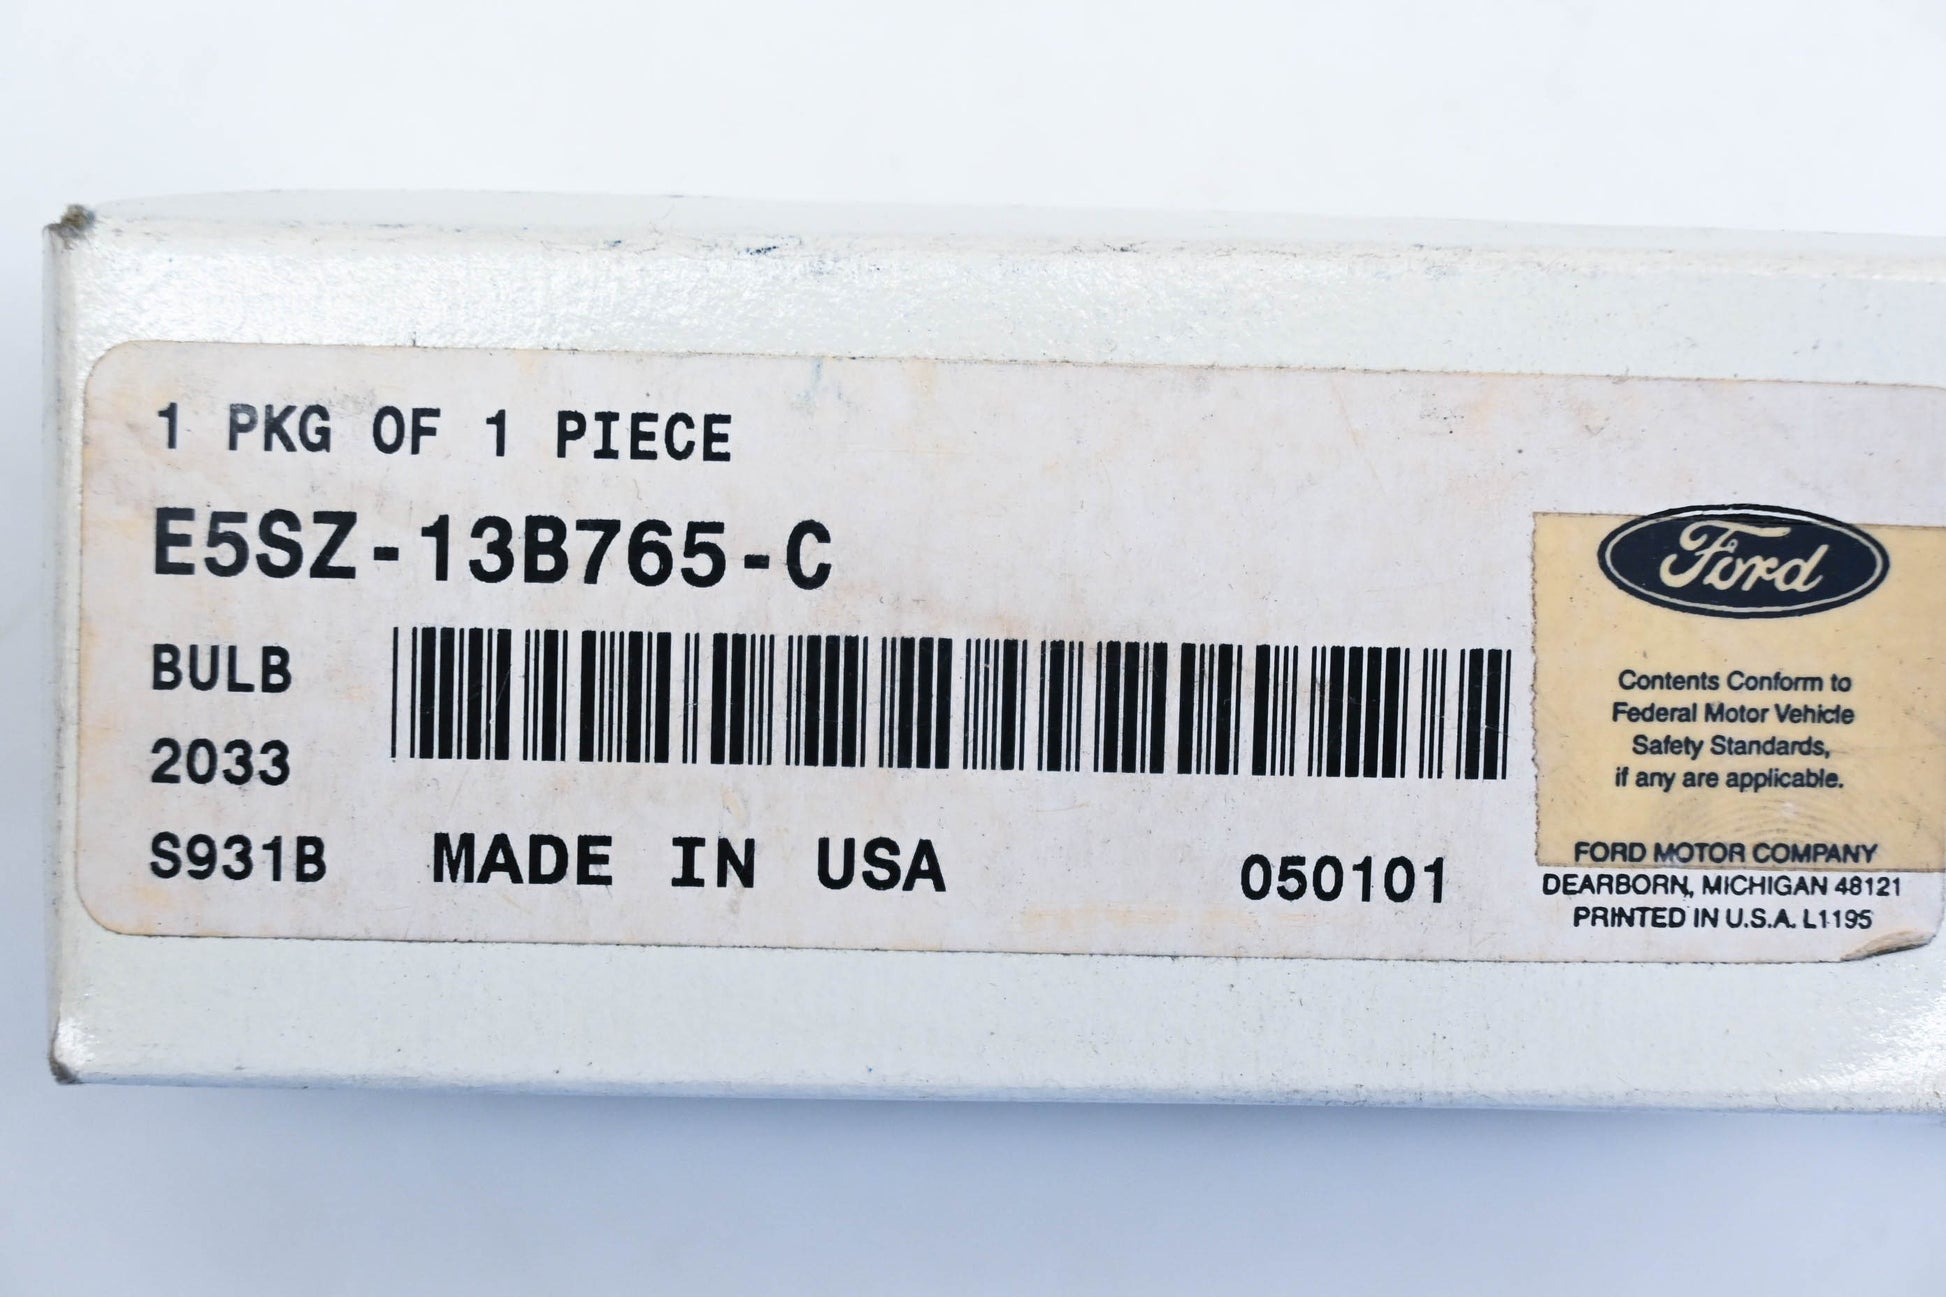 1 PKG OF 1 PIECE
E5SZ-13B765-C
BULB
2033
S931B MADE IN USA 050101
Ford
Contents Conform to
Federal Motor Vehicle
Safety Standards,
if any are applicable.
FORD MOTOR COMPANY
DEARBORN, MICHIGAN 48121
PRINTED IN U.S.A. L1195